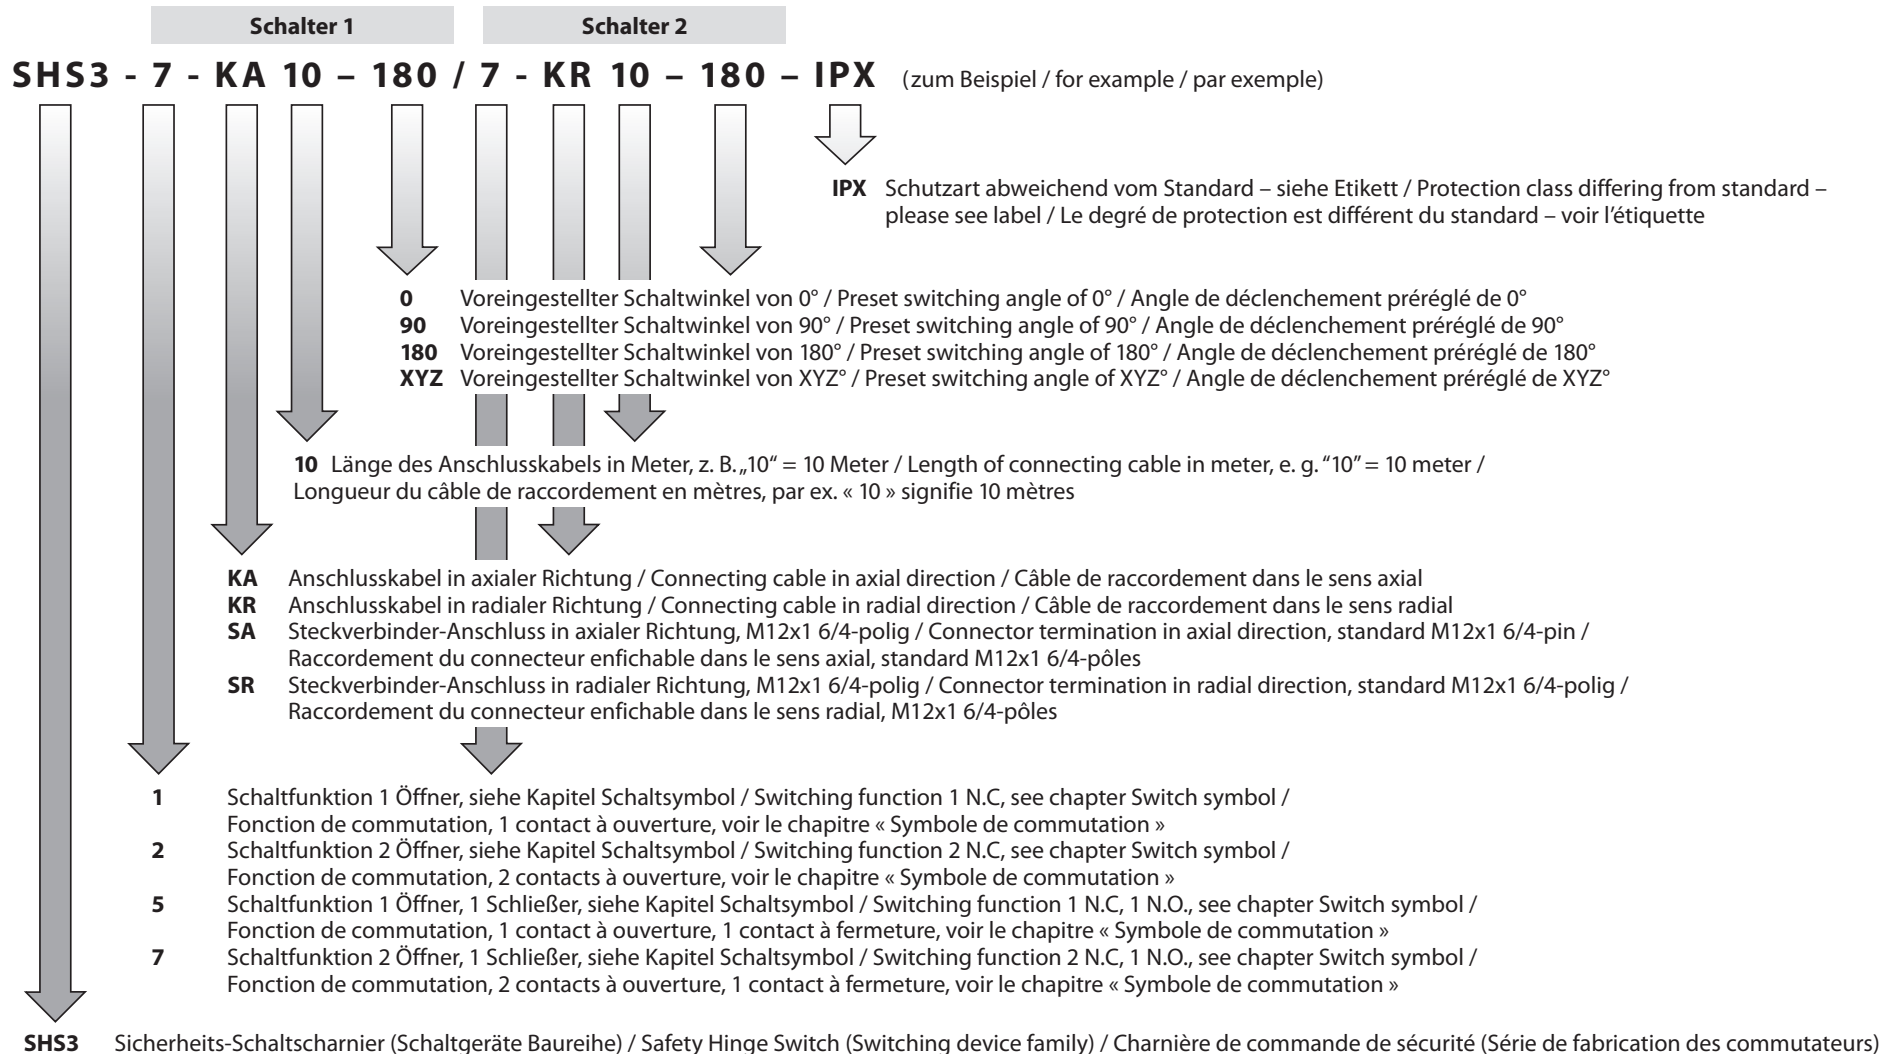 Schalter 1 Schalter 2
SHS3 - 7 - KA 10 – 180 / 7 - KR 10 – 180 – IPX (zum Beispiel / for example / par exemple)
IPX Schutzart abweichend vom Standard – siehe Etikett / Protection class differing from standard –
please see label / Le degré de protection est différent du standard – voir l’étiquette
0 Voreingestellter Schaltwinkel von 0° / Preset switching angle of 0° / Angle de déclenchement préréglé de 0°
90 Voreingestellter Schaltwinkel von 90° / Preset switching angle of 90° / Angle de déclenchement préréglé de 90°
180 Voreingestellter Schaltwinkel von 180° / Preset switching angle of 180° / Angle de déclenchement préréglé de 180°
XYZ Voreingestellter Schaltwinkel von XYZ° / Preset switching angle of XYZ° / Angle de déclenchement préréglé de XYZ°
10 Länge des Anschlusskabels in Meter, z. B. „10“ = 10 Meter / Length of connecting cable in meter, e. g. “10” = 10 meter /
Longueur du câble de raccordement en mètres, par ex. « 10 » signifie 10 mètres
KA Anschlusskabel in axialer Richtung / Connecting cable in axial direction / Câble de raccordement dans le sens axial
KR Anschlusskabel in radialer Richtung / Connecting cable in radial direction / Câble de raccordement dans le sens radial
SA Steckverbinder-Anschluss in axialer Richtung, M12x1 6/4-polig / Connector termination in axial direction, standard M12x1 6/4-pin /
Raccordement du connecteur enfichable dans le sens axial, standard M12x1 6/4-pôles
SR Steckverbinder-Anschluss in radialer Richtung, M12x1 6/4-polig / Connector termination in radial direction, standard M12x1 6/4-polig /
Raccordement du connecteur enfichable dans le sens radial, M12x1 6/4-pôles
1 Schaltfunktion 1 Öffner, siehe Kapitel Schaltsymbol / Switching function 1 N.C, see chapter Switch symbol /
Fonction de commutation, 1 contact à ouverture, voir le chapitre « Symbole de commutation »
2 Schaltfunktion 2 Öffner, siehe Kapitel Schaltsymbol / Switching function 2 N.C, see chapter Switch symbol /
Fonction de commutation, 2 contacts à ouverture, voir le chapitre « Symbole de commutation »
5 Schaltfunktion 1 Öffner, 1 Schließer, siehe Kapitel Schaltsymbol / Switching function 1 N.C, 1 N.O., see chapter Switch symbol /
Fonction de commutation, 1 contact à ouverture, 1 contact à fermeture, voir le chapitre « Symbole de commutation »
7 Schaltfunktion 2 Öffner, 1 Schließer, siehe Kapitel Schaltsymbol / Switching function 2 N.C, 1 N.O., see chapter Switch symbol /
Fonction de commutation, 2 contacts à ouverture, 1 contact à fermeture, voir le chapitre « Symbole de commutation »
SHS3 Sicherheits-Schaltscharnier (Schaltgeräte Baureihe) / Safety Hinge Switch (Switching device family) / Charnière de commande de sécurité (Série de fabrication des commutateurs)